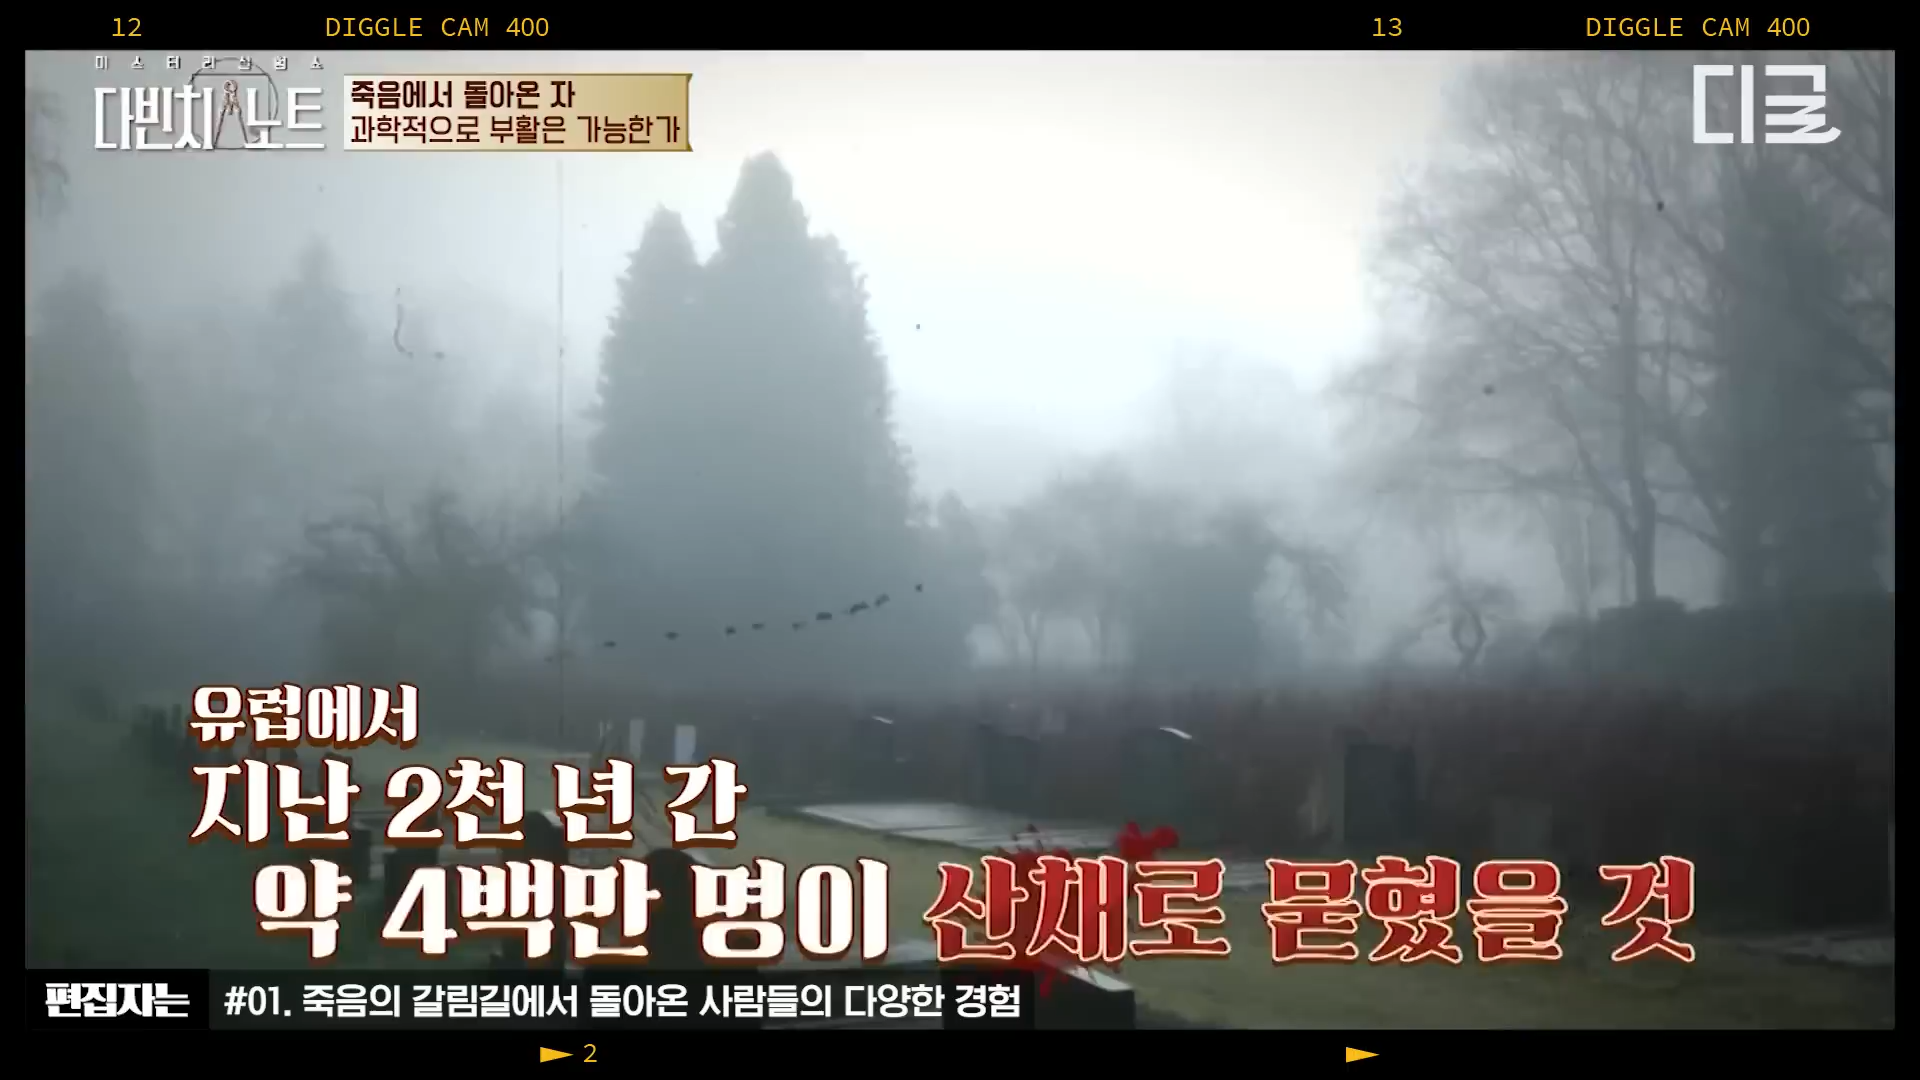 12 DIGGLE CAM 400 13 DIGGLE CAM 400
미스터리 실험쇼
다빈치노트
죽음에서 돌아온 자
과학적으로 부활은 가능한가
디글
유럽에서
지난 2천 년 간
약 4백만 명이 산채로 묻혔을 것
편집자는 #01. 죽음의 갈림길에서 돌아온 사람들의 다양한 경험
2